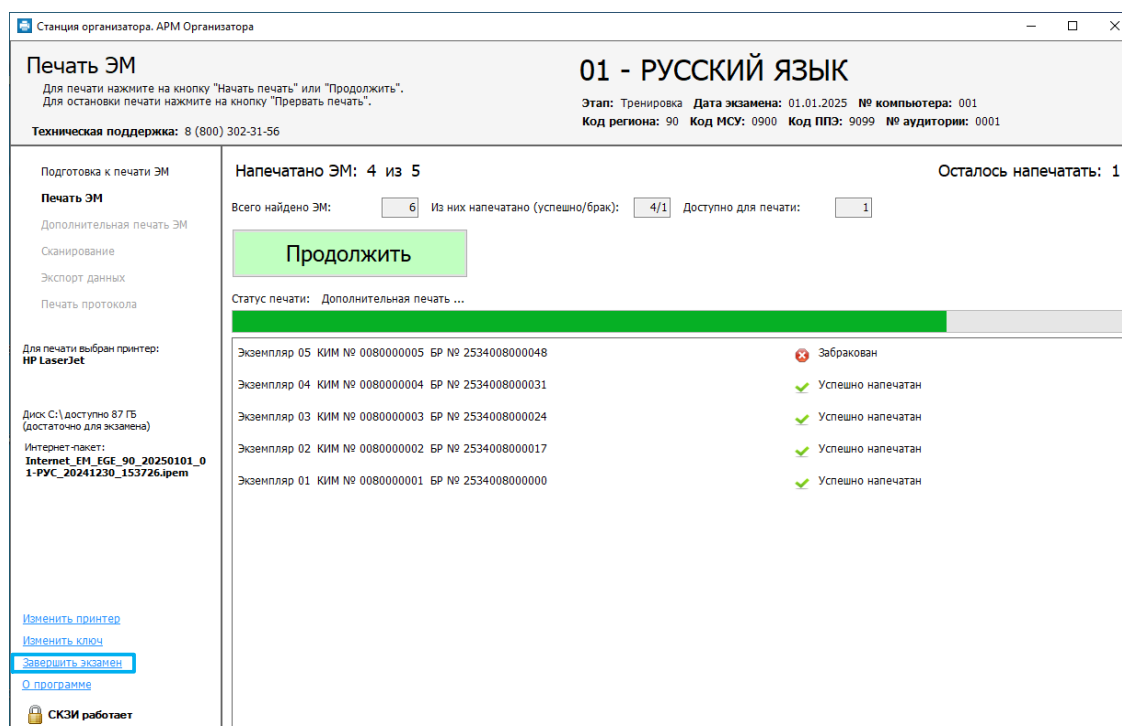 Станция организатора. АРМ Организатора
Печать ЭМ
Для печати нажмите на кнопку "Начать печать" или "Продолжить".
Для остановки печати нажмите на кнопку "Прервать печать".
Техническая поддержка: 8 (800) 302-31-56
01 - РУССКИЙ ЯЗЫК
Этап: Тренировка Дата экзамена: 01.01.2025 № компьютера: 001
Код региона: 90 Код МСУ: 0900 Код ППЭ: 9099 № аудитории: 0001
Подготовка к печати ЭМ
Печать ЭМ
Дополнительная печать ЭМ
Сканирование
Экспорт данных
Печать протокола
Для печати выбран принтер:
HP LaserJet
Диск C:\ доступно 87 ГБ
(достаточно для экзамена)
Интернет-пакет:
Internet_EM_EGE_90_20250101_0
1-РУС_20241230_153726.ipem
Изменить принтер
Изменить ключ
Завершить экзамен
О программе
СКЗИ работает
Напечатано ЭМ: 4 из 5
Осталось напечатать: 1
Всего найдено ЭМ: 6 Из них напечатано (успешно/брак): 4/1 Доступно для печати: 1
Продолжить
Статус печати: Дополнительная печать ...
Экземпляр 05 КИМ № 0080000005 БР № 2534008000048 Забракован
Экземпляр 04 КИМ № 0080000004 БР № 2534008000031 Успешно напечатан
Экземпляр 03 КИМ № 0080000003 БР № 2534008000024 Успешно напечатан
Экземпляр 02 КИМ № 0080000002 БР № 2534008000017 Успешно напечатан
Экземпляр 01 КИМ № 0080000001 БР № 2534008000000 Успешно напечатан